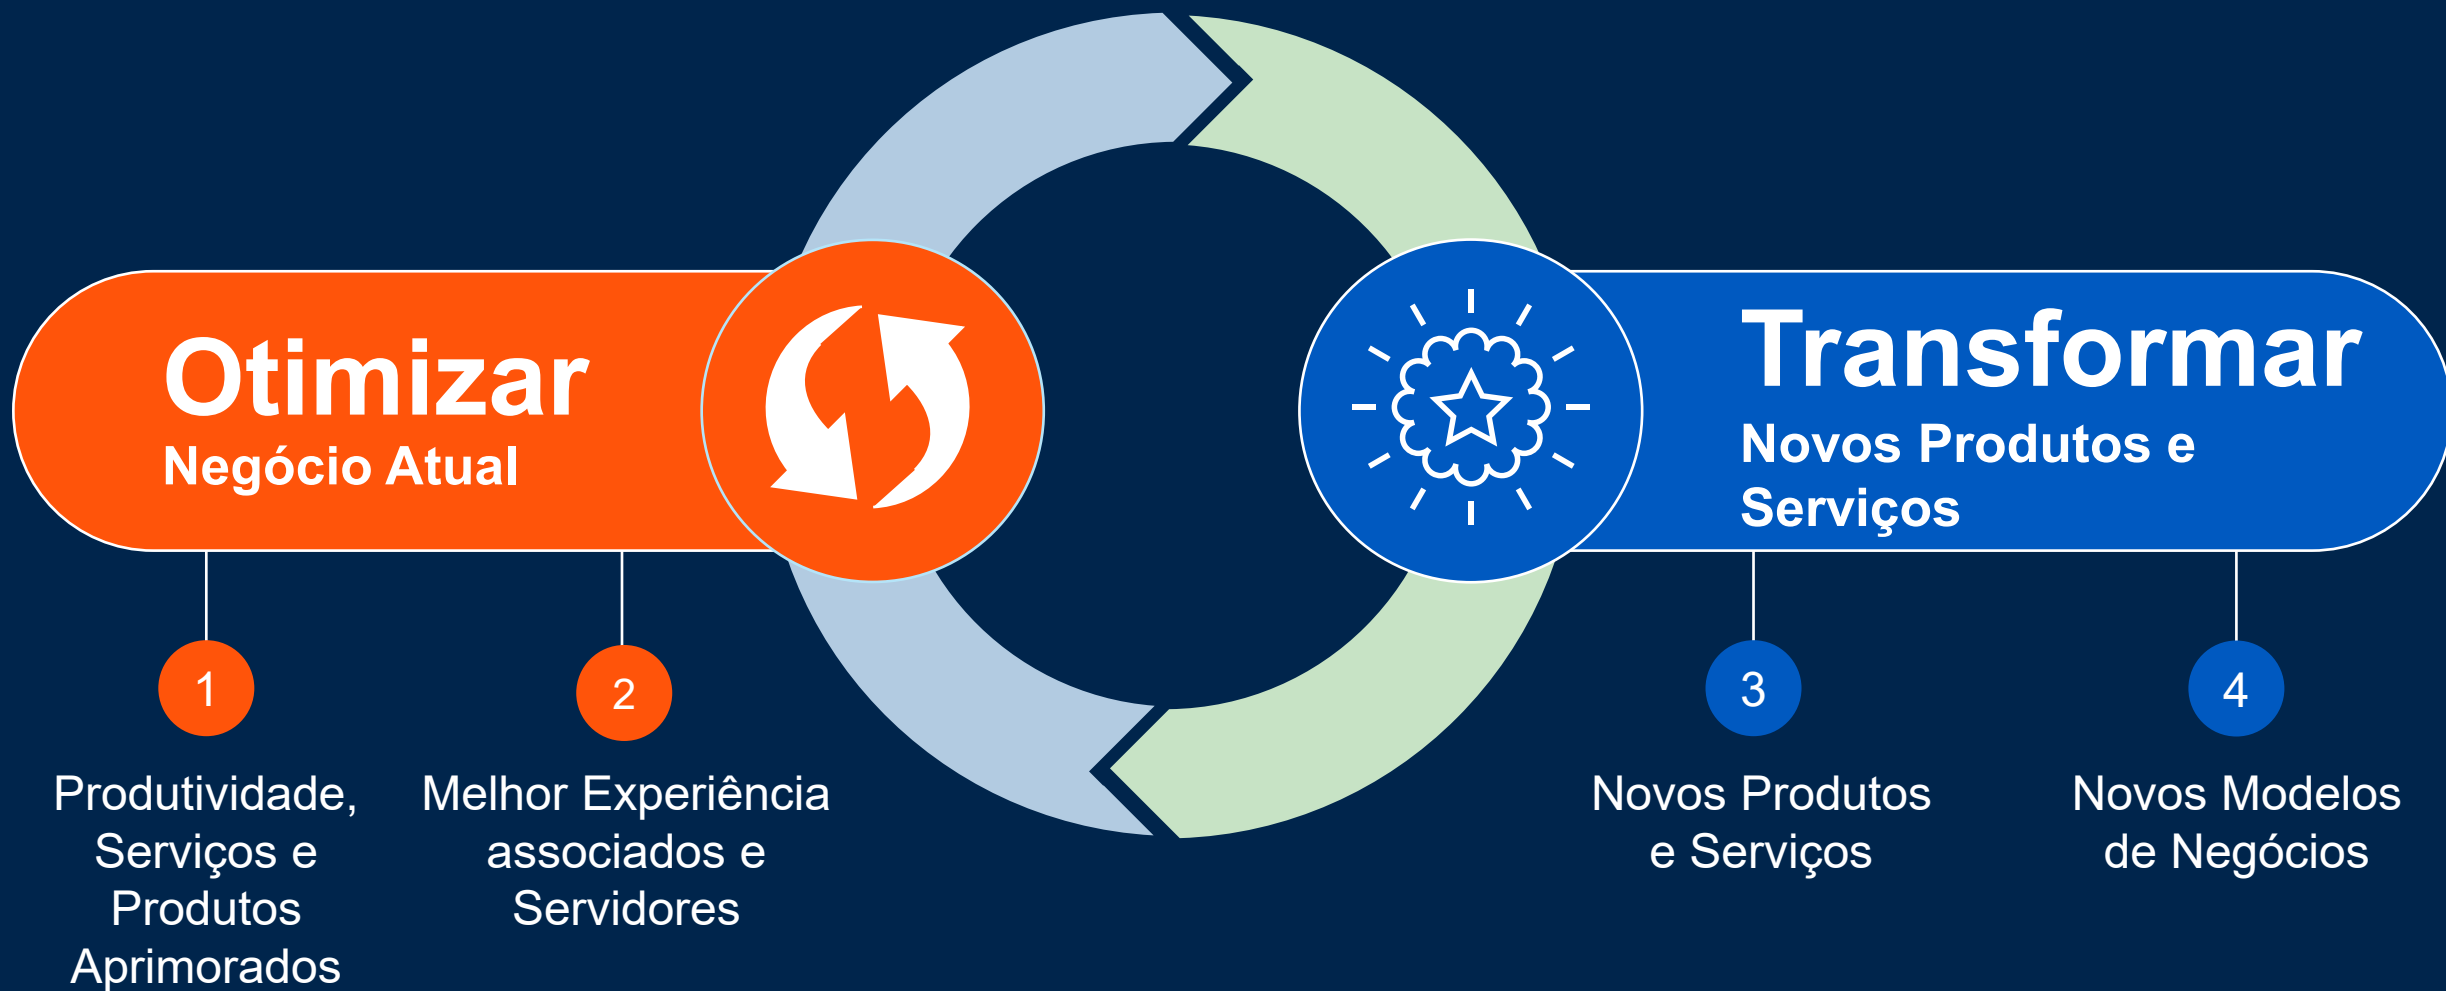 Otimizar
Negócio Atual
Transformar
Novos Produtos e
Serviços
1
Produtividade,
Serviços e
Produtos
Aprimorados
2
Melhor Experiência
associados e
Servidores
3
Novos Produtos
e Serviços
4
Novos Modelos
de Negócios